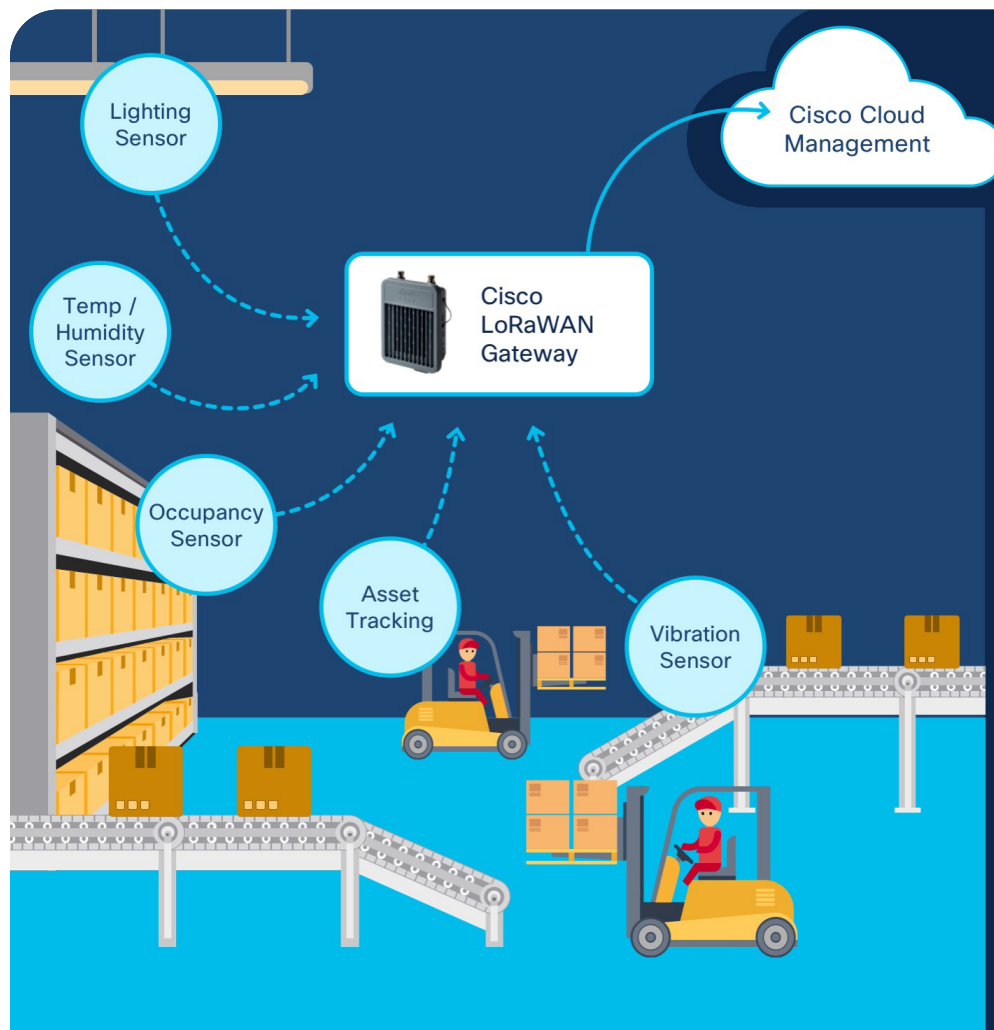 Lighting
Sensor
Cisco Cloud
Management
Temp /
Humidity
Sensor
Cisco
LoRaWAN
Gateway
Occupancy
Sensor
Asset
Tracking
Vibration
Sensor